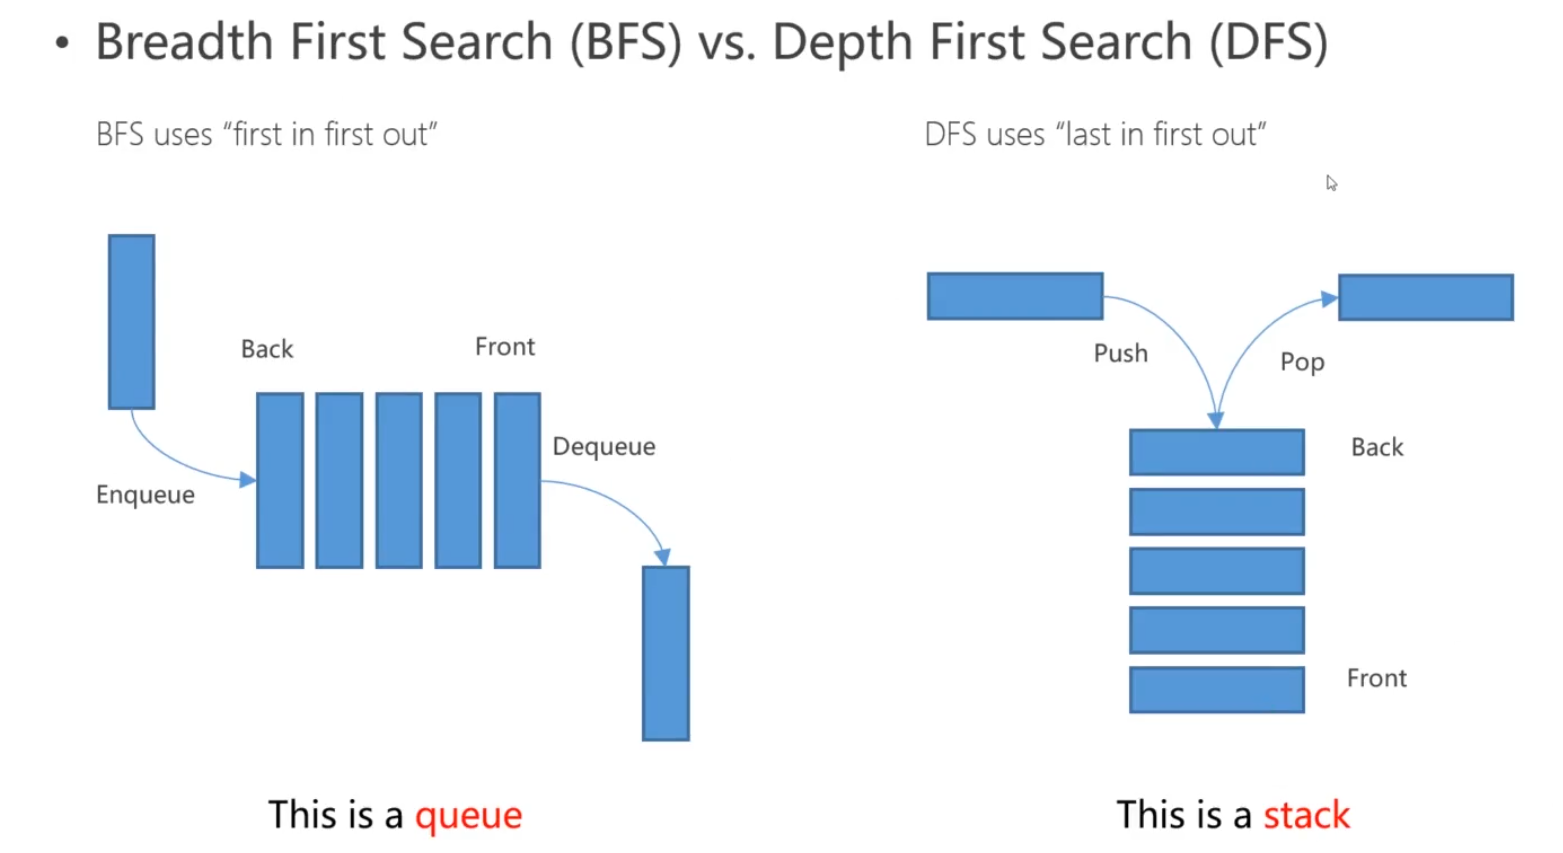 • Breadth First Search (BFS) vs. Depth First Search (DFS)
BFS uses “first in first out”
DFS uses “last in first out”
Back
Front
Enqueue
Dequeue
This is a queue
Push
Pop
Back
Front
This is a stack